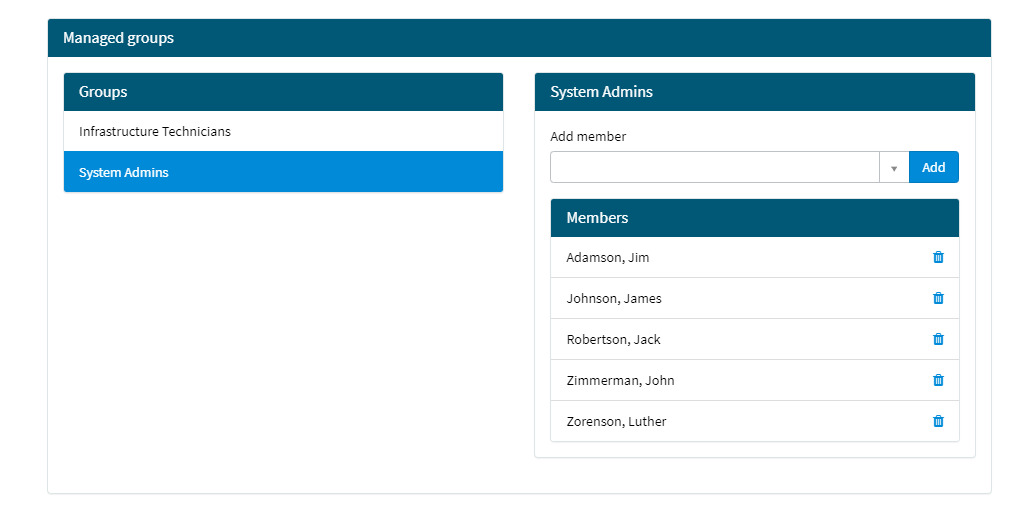 Managed groups
Groups
Infrastructure Technicians
System Admins
System Admins
Add member
Add
Members
Adamson, Jim
Johnson, James
Robertson, Jack
Zimmerman, John
Zorenson, Luther